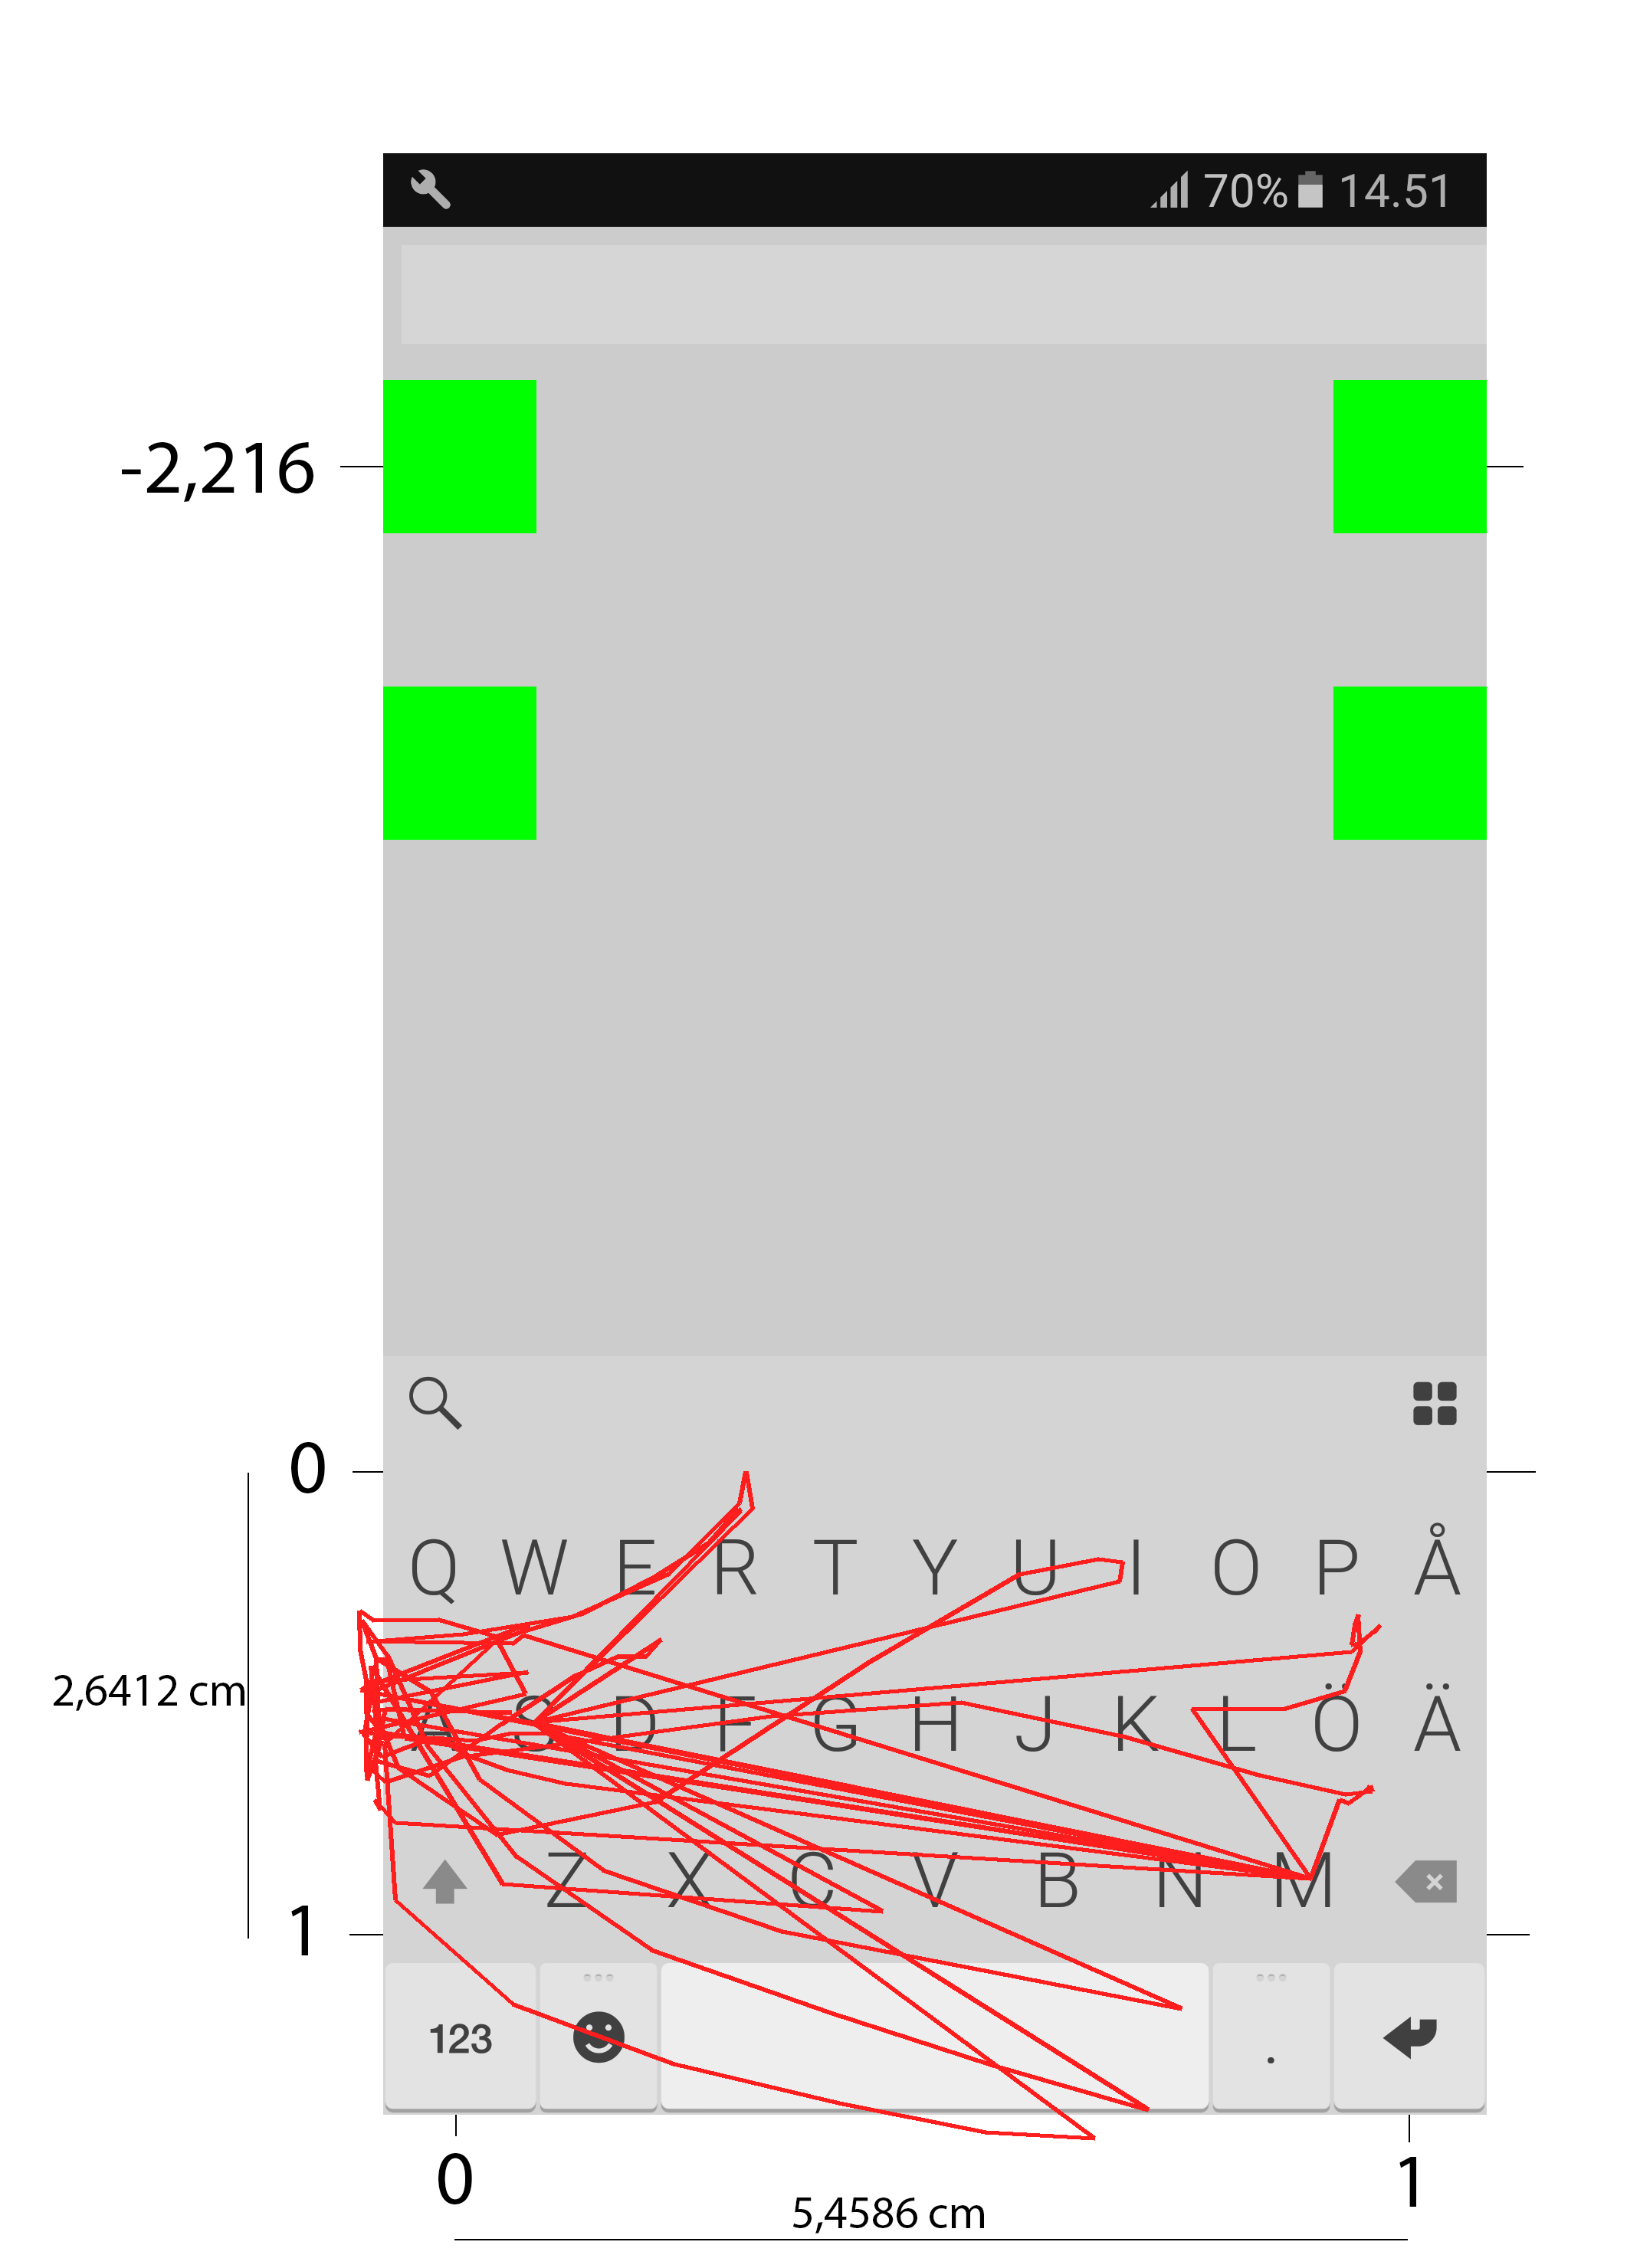 70% 14.51
-2,216
0
Q W E R T Y U I O P Å
2,6412 cm
A S D F G H J K L Ö Ä
Z X C V B N M
1
123 .
0 1
5,4586 cm